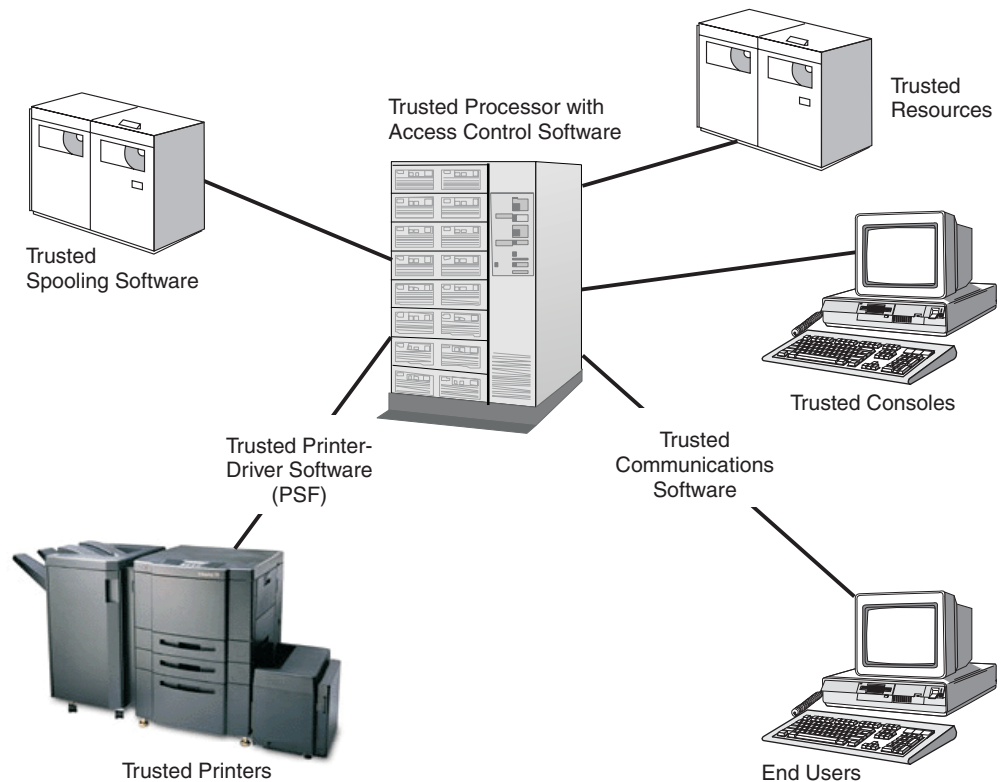 Trusted Processor with
Access Control Software
Trusted
Resources
Trusted
Spooling Software
Trusted Consoles
Trusted Printer-
Driver Software
(PSF)
Trusted
Communications
Software
Trusted Printers
End Users